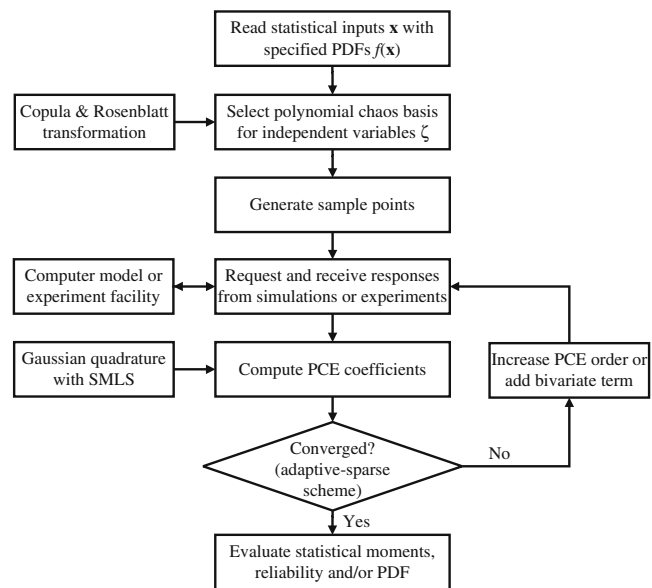 Read statistical inputs x with
specified PDFs f(x)
Copula & Rosenblatt
transformation
Select polynomial chaos basis
for independent variables ζ
Generate sample points
Computer model or
experiment facility
Request and receive responses
from simulations or experiments
Gaussian quadrature
with SMLS
Compute PCE coefficients
Increase PCE order or
add bivariate term
Converged?
(adaptive-sparse
scheme)
No
Yes
Evaluate statistical moments,
reliability and/or PDF